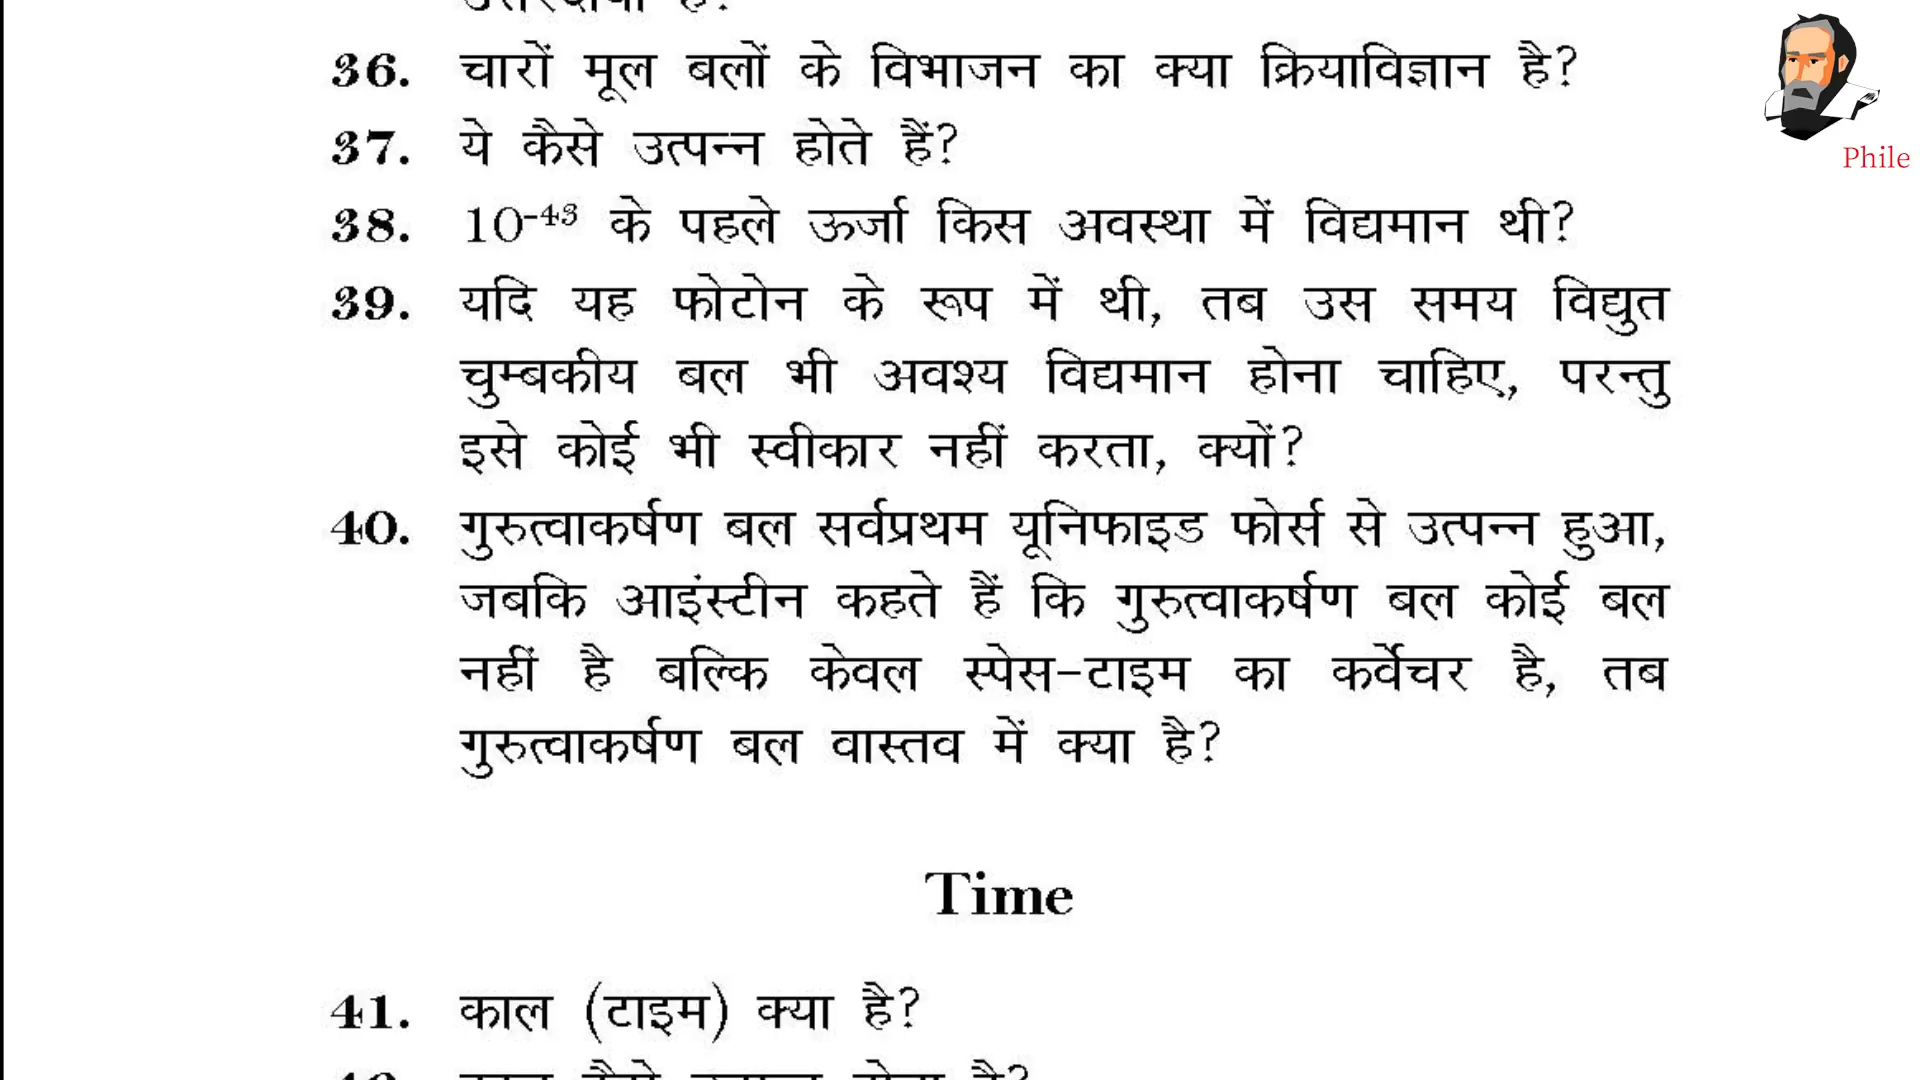 36. चारों मूल बलों के विभाजन का क्या क्रियाविज्ञान है?
Phile
37. ये कैसे उत्पन्न होते हैं?
38. 10⁻⁴³ के पहले ऊर्जा किस अवस्था में विद्यमान थी?
39. यदि यह फोटोन के रूप में थी, तब उस समय विद्युत
चुम्बकीय बल भी अवश्य विद्यमान होना चाहिए, परन्तु
इसे कोई भी स्वीकार नहीं करता, क्यों?
40. गुरुत्वाकर्षण बल सर्वप्रथम यूनिफाइड फोर्स से उत्पन्न हुआ,
जबकि आइंस्टीन कहते हैं कि गुरुत्वाकर्षण बल कोई बल
नहीं है बल्कि केवल स्पेस-टाइम का कर्वेचर है, तब
गुरुत्वाकर्षण बल वास्तव में क्या है?
Time
41. काल (टाइम) क्या है?